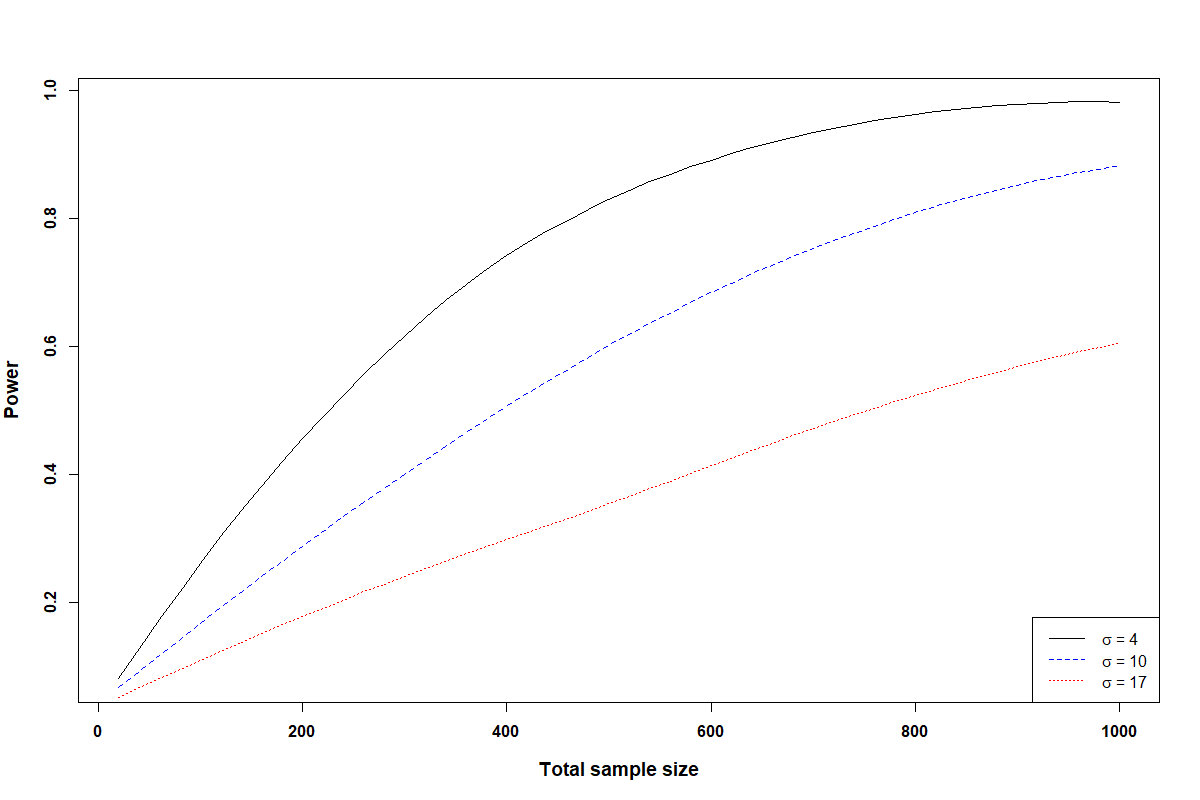 1.0
0.8
0.6
0.4
0.2
Power
0 200 400 600 800 1000
Total sample size
σ = 4
σ = 10
σ = 17